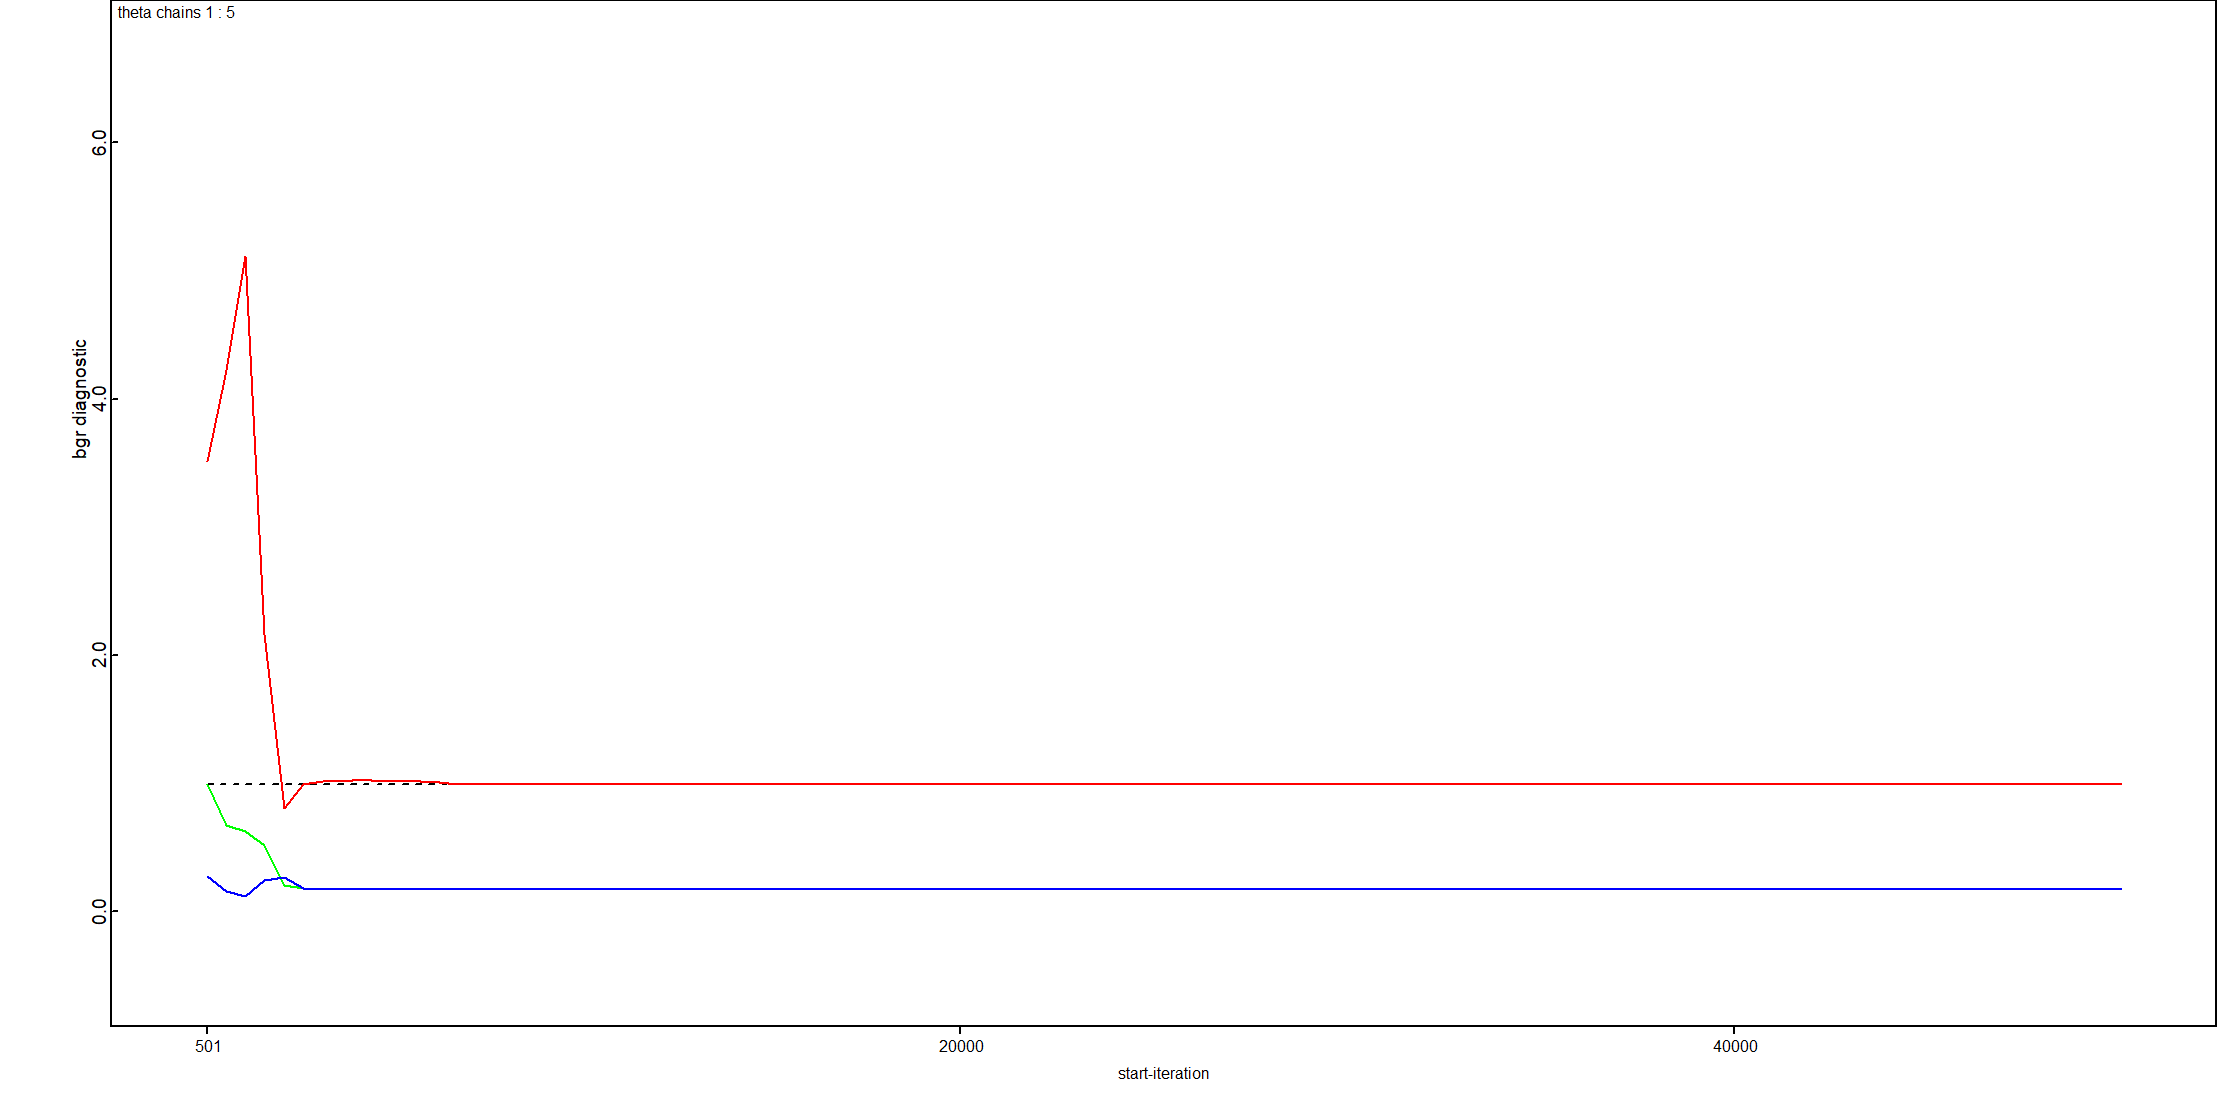 theta chains 1 : 5
6.0
4.0
2.0
0.0
bgr diagnostic
501
20000
40000
start-iteration